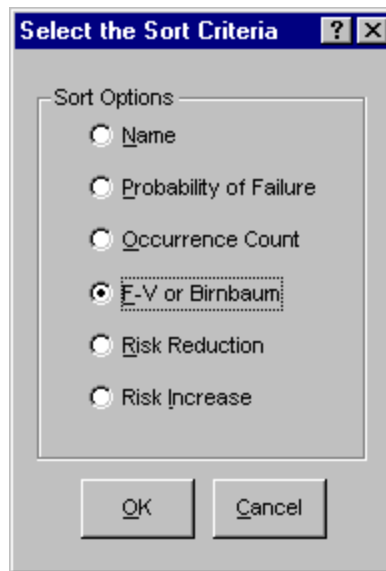 Select the Sort Criteria ? ×
Sort Options
Name
Probability of Failure
Occurrence Count
F-V or Birnbaum
Risk Reduction
Risk Increase
OK Cancel